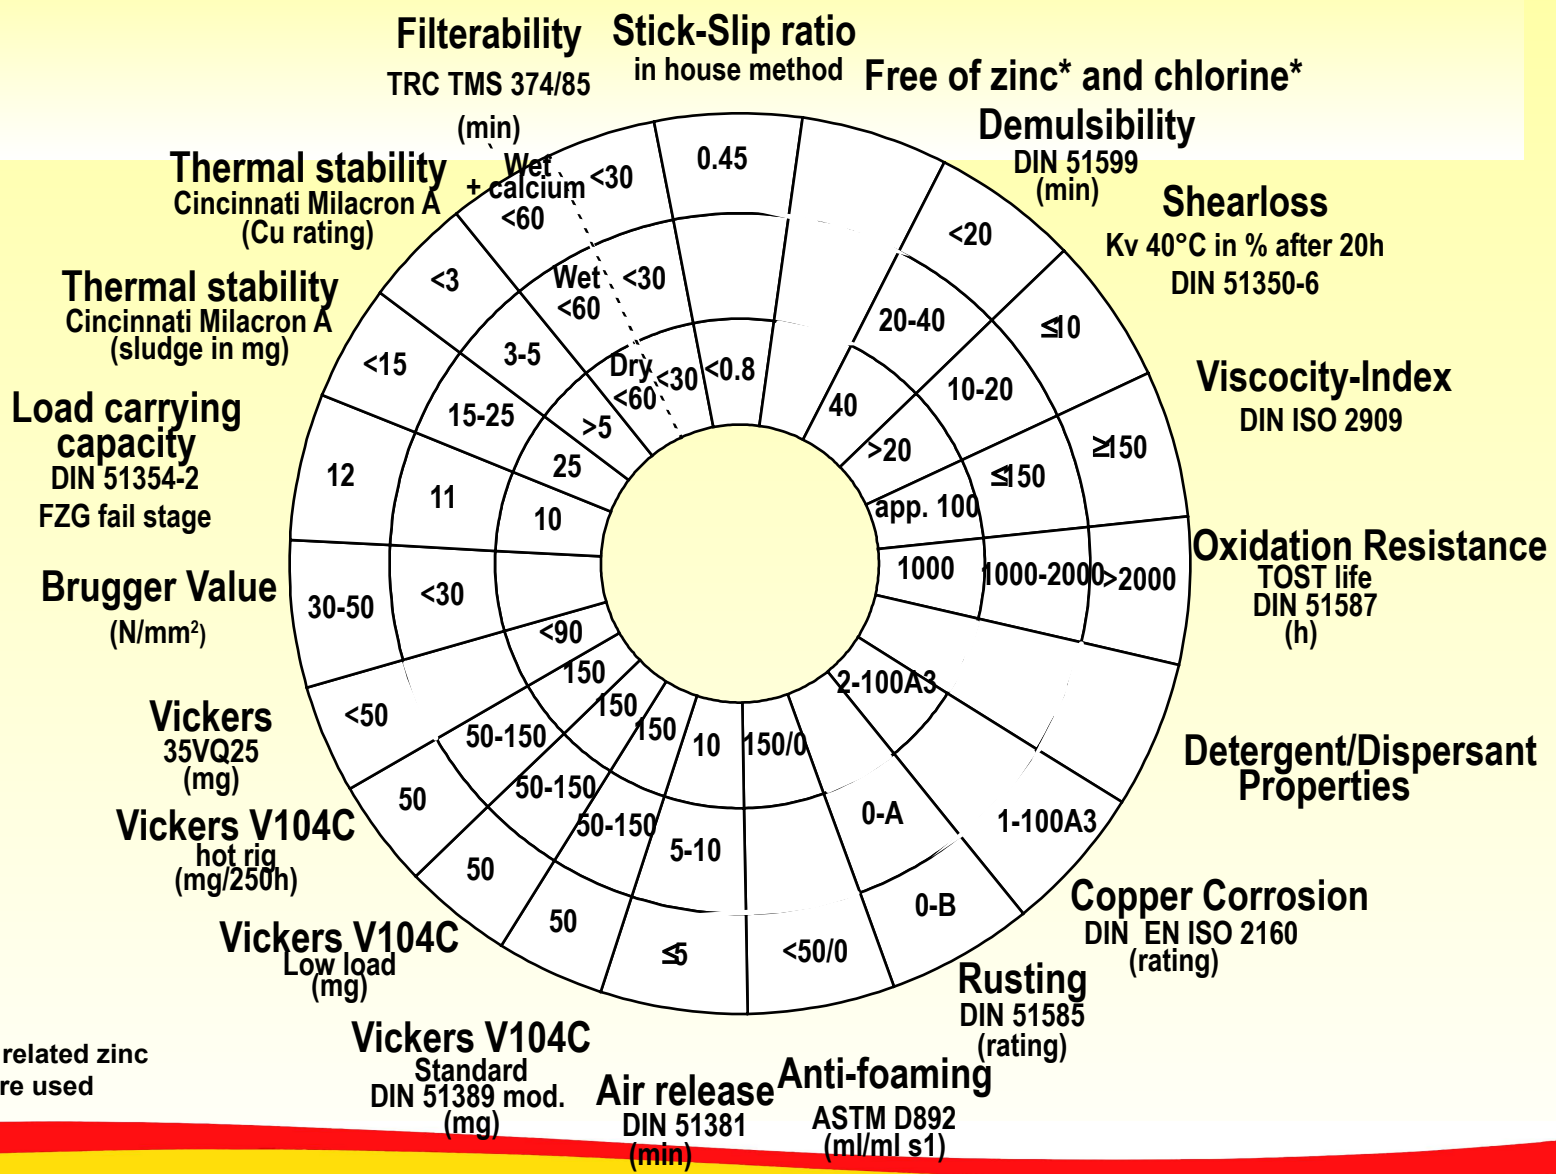 Filterability
TRC TMS 374/85
(min)
Stick-Slip ratio
in house method
Free of zinc* and chlorine*
Demulsibility
DIN 51599
(min)
Shearloss
Kv 40°C in % after 20h
DIN 51350-6
Viscocity-Index
DIN ISO 2909
Oxidation Resistance
TOST life
DIN 51587
(h)
Detergent/Dispersant
Properties
Copper Corrosion
DIN EN ISO 2160
(rating)
Rusting
DIN 51585
(rating)
Anti-foaming
ASTM D892
(ml/ml s1)
Air release
DIN 51381
(min)
Vickers V104C
Standard
DIN 51389 mod.
(mg)
Vickers V104C
Low load
(mg)
Vickers V104C
hot rig
(mg/250h)
Vickers
35VQ25
(mg)
Brugger Value
(N/mm²)
Load carrying
capacity
DIN 51354-2
FZG fail stage
Thermal stability
Cincinnati Milacron A
(sludge in mg)
Thermal stability
Cincinnati Milacron A
(Cu rating)
Wet
+ calcium
<60
<30
Wet
<60
<30
Dry
<60
<30
0.45
<0.8
<20
20-40
40
≤10
10-20
>20
≥150
≤150
app. 100
>2000
1000-2000
1000
1-100A3
2-100A3
0-B
0-A
<50/0
150/0
≤5
5-10
10
50
50-150
150
50
50-150
150
50
50-150
150
<50
<90
30-50
<30
12
11
10
<15
15-25
25
<3
3-5
>5
related zinc
re used